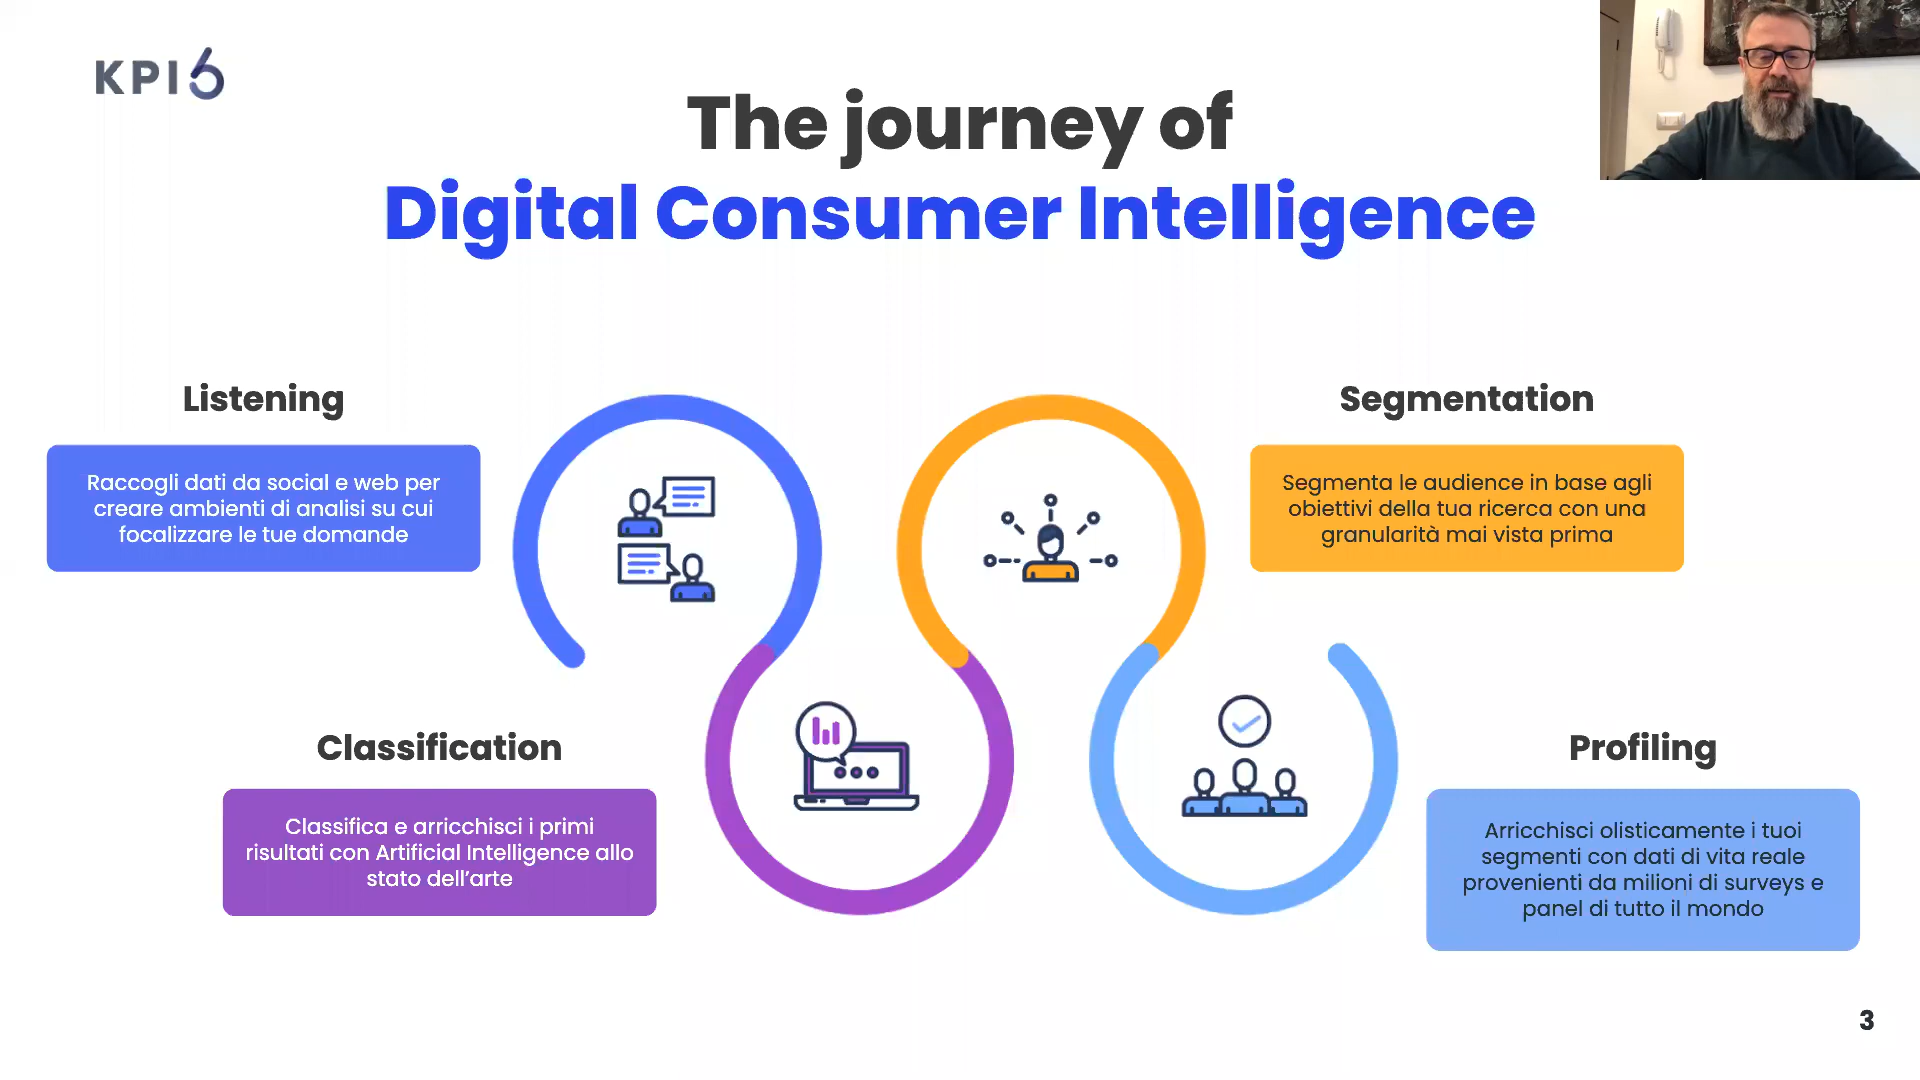 KPI6
The journey of
Digital Consumer Intelligence
Listening
Raccogli dati da social e web per
creare ambienti di analisi su cui
focalizzare le tue domande
Segmentation
Segmenta le audience in base agli
obiettivi della tua ricerca con una
granularità mai vista prima
Classification
Classifica e arricchisci i primi
risultati con Artificial Intelligence allo
stato dell’arte
Profiling
Arricchisci olisticamente i tuoi
segmenti con dati di vita reale
provenienti da milioni di surveys e
panel di tutto il mondo
3